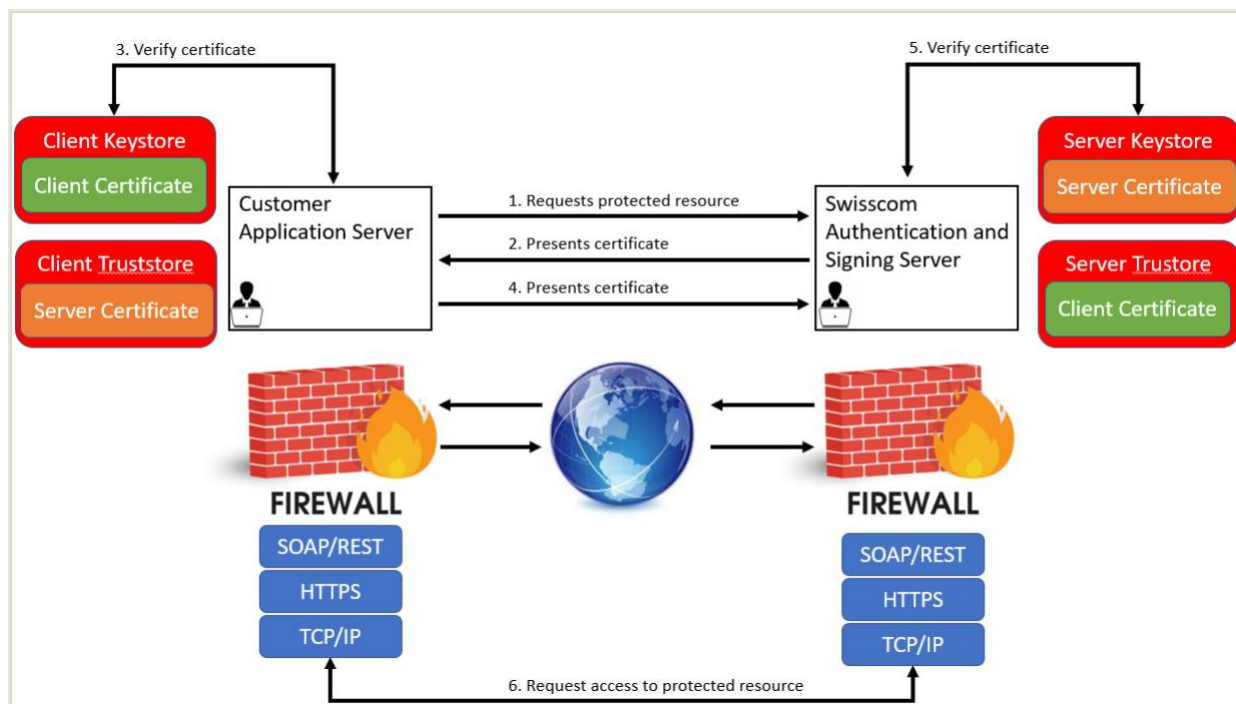 3. Verify certificate
5. Verify certificate
Client Keystore
Client Certificate
Server Keystore
Server Certificate
Customer
Application Server
1. Requests protected resource
Swisscom
Authentication and
Signing Server
2. Presents certificate
4. Presents certificate
Client Truststore
Server Certificate
Server Trustore
Client Certificate
FIREWALL
FIREWALL
SOAP/REST
HTTPS
TCP/IP
SOAP/REST
HTTPS
TCP/IP
6. Request access to protected resource